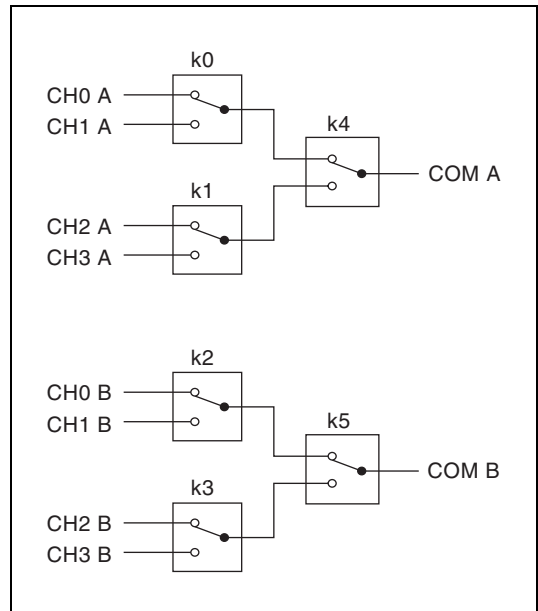 k0
CH0 A
CH1 A
k4
COM A
k1
CH2 A
CH3 A
k2
CH0 B
CH1 B
k5
COM B
k3
CH2 B
CH3 B